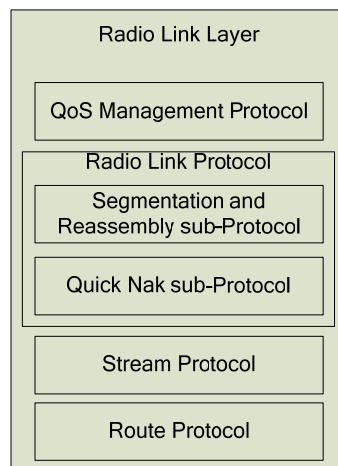 Radio Link Layer
QoS Management Protocol
Radio Link Protocol
Segmentation and
Reassembly sub-Protocol
Quick Nak sub-Protocol
Stream Protocol
Route Protocol